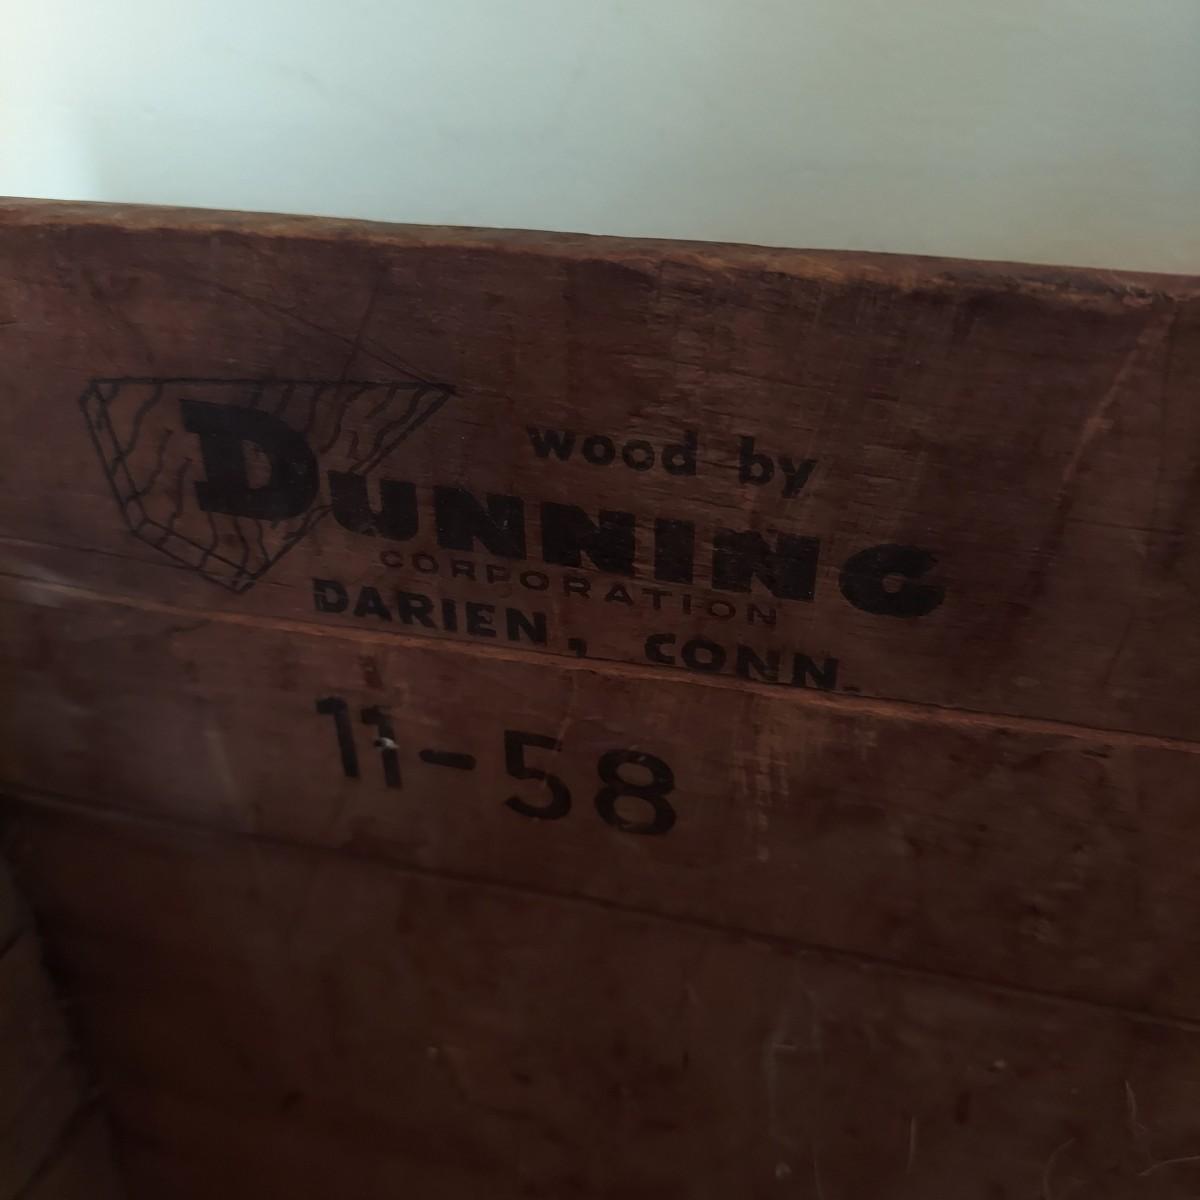 wood by
DUNNING
CORPORATION
DARIEN, CONN.
11-58